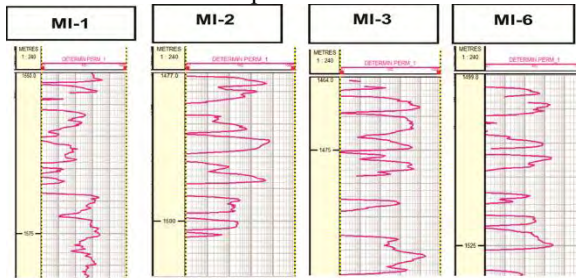 MI-1
METRES
1 : 240
DETERMIN.PERM_1
1575
MI-2
METRES
1 : 240
DETERMIN.PERM_1
1477.0
1500
MI-3
METRES
1 : 240
DETERMIN.PERM_1
1464.0
1475
MI-6
METRES
1 : 240
DETERMIN.PERM_1
1499.0
1525